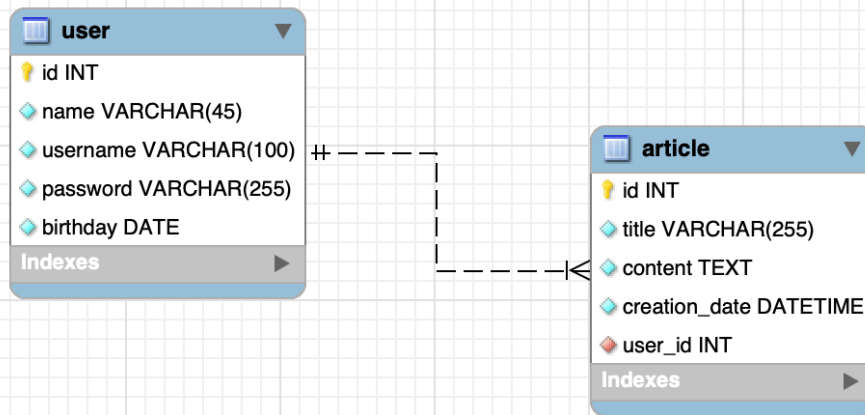 user
id INT
name VARCHAR(45)
username VARCHAR(100)
password VARCHAR(255)
birthday DATE
Indexes
article
id INT
title VARCHAR(255)
content TEXT
creation_date DATETIME
user_id INT
Indexes